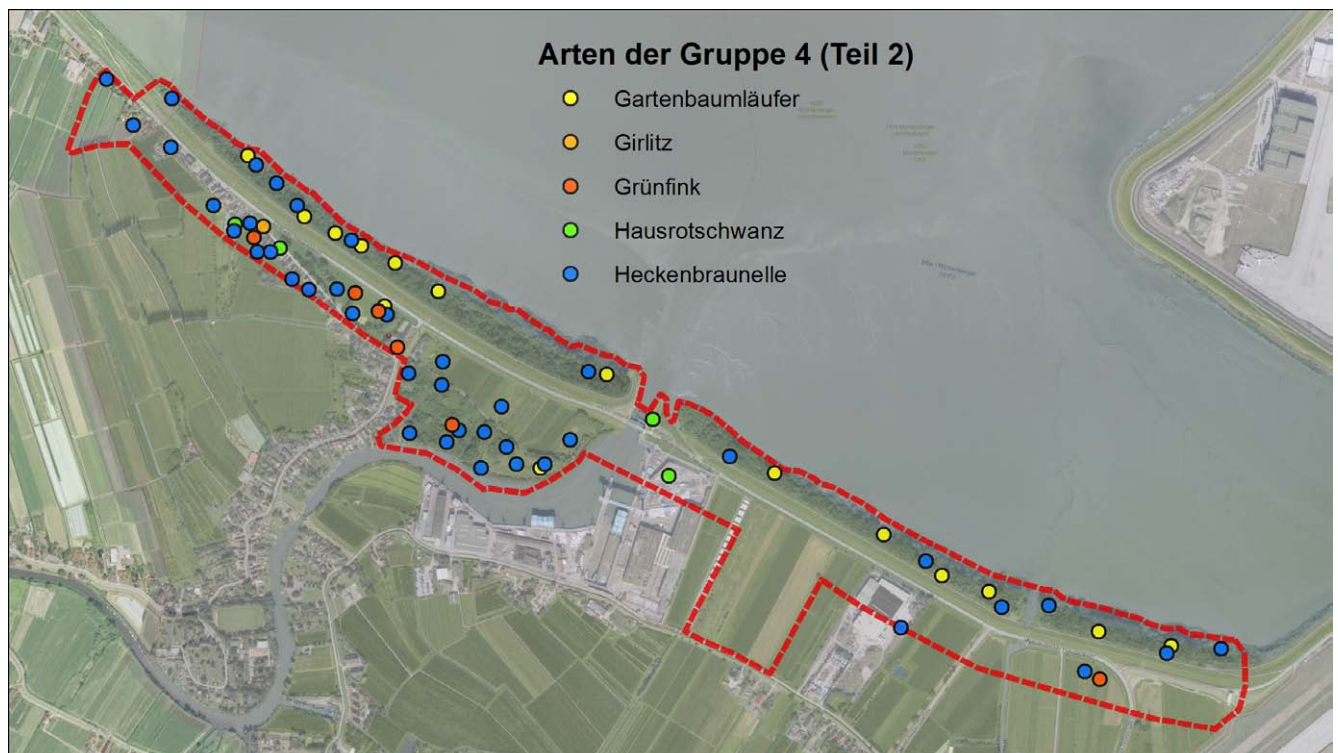 Arten der Gruppe 4 (Teil 2)
Gartenbaumläufer
Girlitz
Grünfink
Hausrotschwanz
Heckenbraunelle